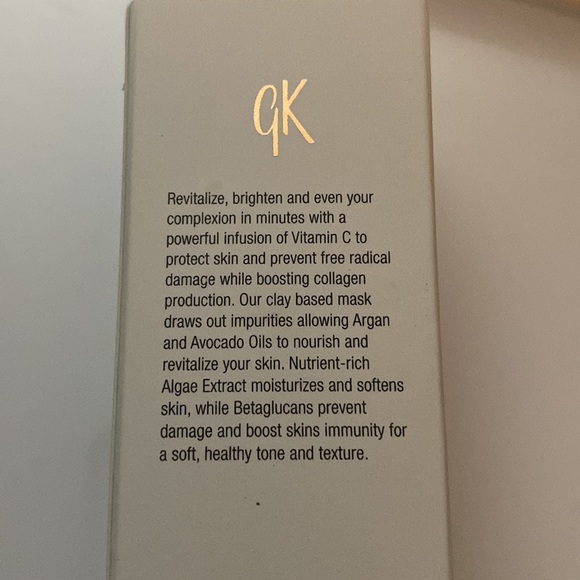 GK
Revitalize, brighten and even your
complexion in minutes with a
powerful infusion of Vitamin C to
protect skin and prevent free radical
damage while boosting collagen
production. Our clay based mask
draws out impurities allowing Argan
and Avocado Oils to nourish and
revitalize your skin. Nutrient-rich
Algae Extract moisturizes and softens
skin, while Betaglucans prevent
damage and boost skins immunity for
a soft, healthy tone and texture.